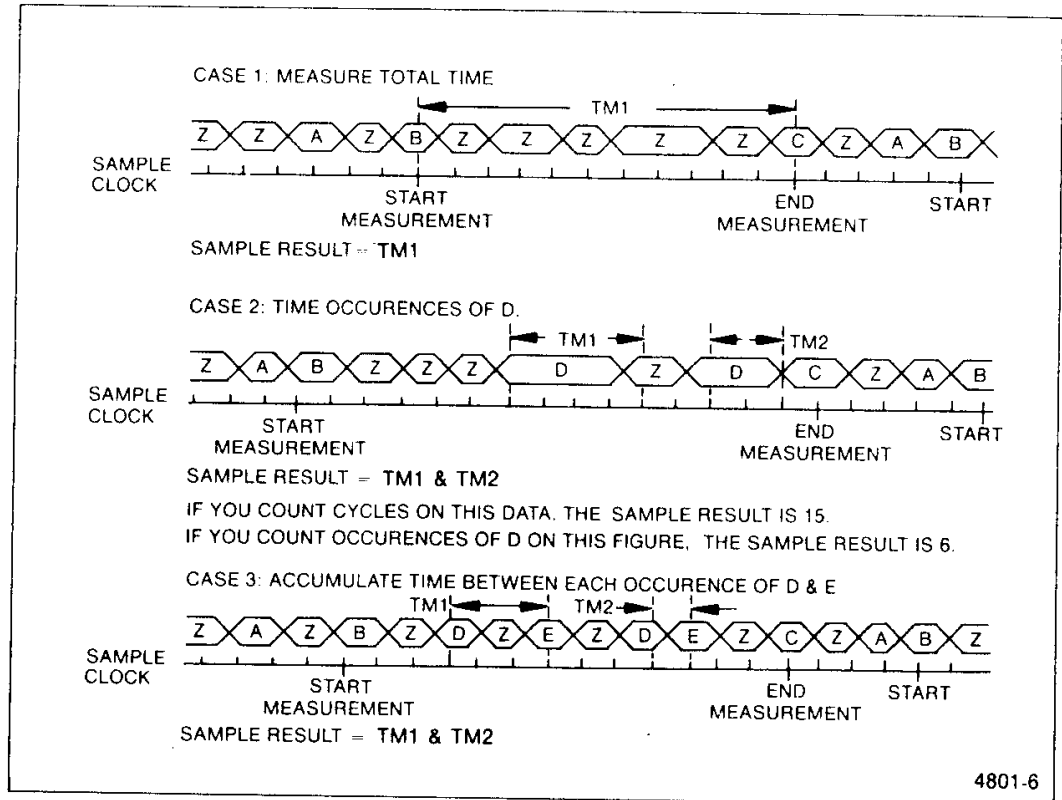 CASE 1: MEASURE TOTAL TIME
TM1
Z Z A Z B Z Z Z Z Z C Z A B
SAMPLE
CLOCK
START
MEASUREMENT
END
MEASUREMENT
START
SAMPLE RESULT = TM1
CASE 2: TIME OCCURENCES OF D.
TM1
TM2
Z A B Z Z Z D Z D C Z A B
SAMPLE
CLOCK
START
MEASUREMENT
END
MEASUREMENT
START
SAMPLE RESULT = TM1 & TM2
IF YOU COUNT CYCLES ON THIS DATA. THE SAMPLE RESULT IS 15.
IF YOU COUNT OCCURENCES OF D ON THIS FIGURE, THE SAMPLE RESULT IS 6.
CASE 3: ACCUMULATE TIME BETWEEN EACH OCCURENCE OF D & E
TM1
TM2
Z A Z B Z D Z E Z D E Z C Z A B Z
SAMPLE
CLOCK
START
MEASUREMENT
END
MEASUREMENT
START
SAMPLE RESULT = TM1 & TM2
4801-6